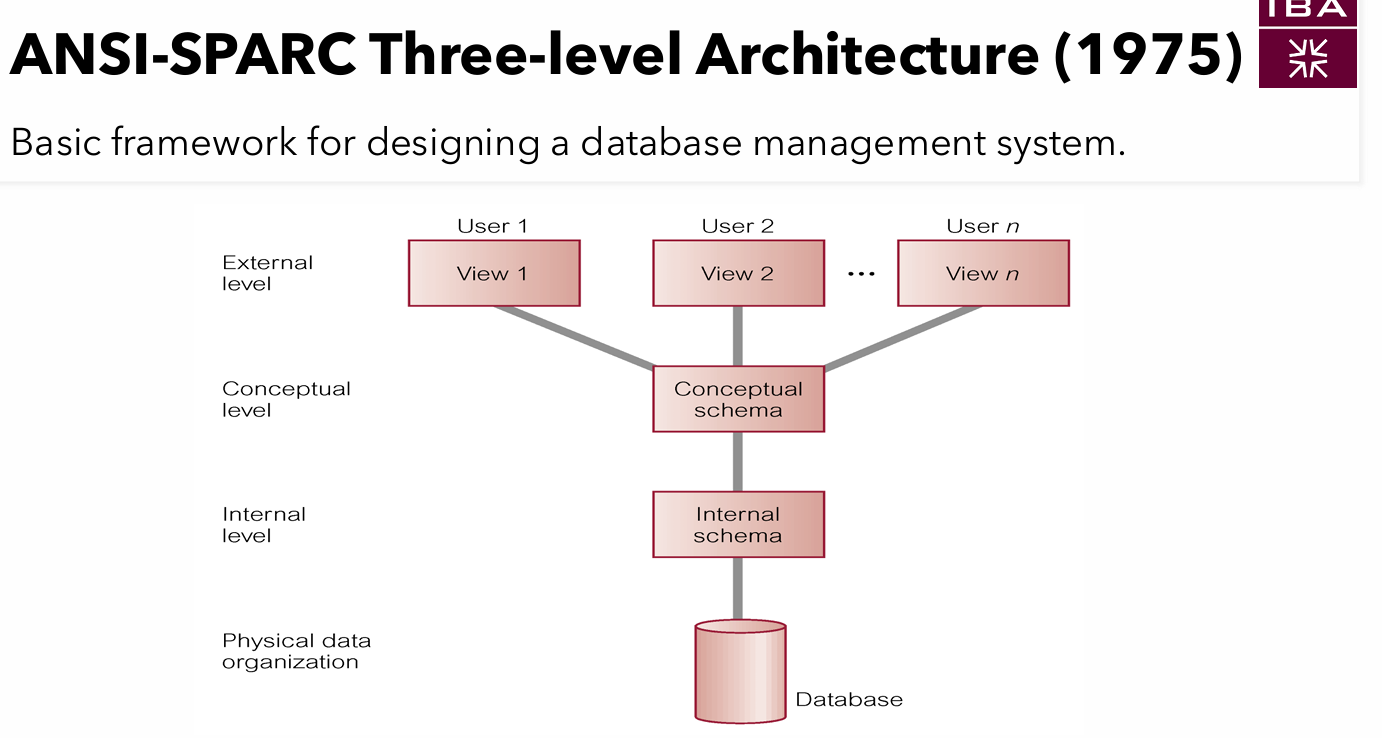 IBA
ANSI-SPARC Three-level Architecture (1975)
Basic framework for designing a database management system.
User 1
User 2
User n
External
level
View 1
View 2
...
View n
Conceptual
level
Conceptual
schema
Internal
level
Internal
schema
Physical data
organization
Database